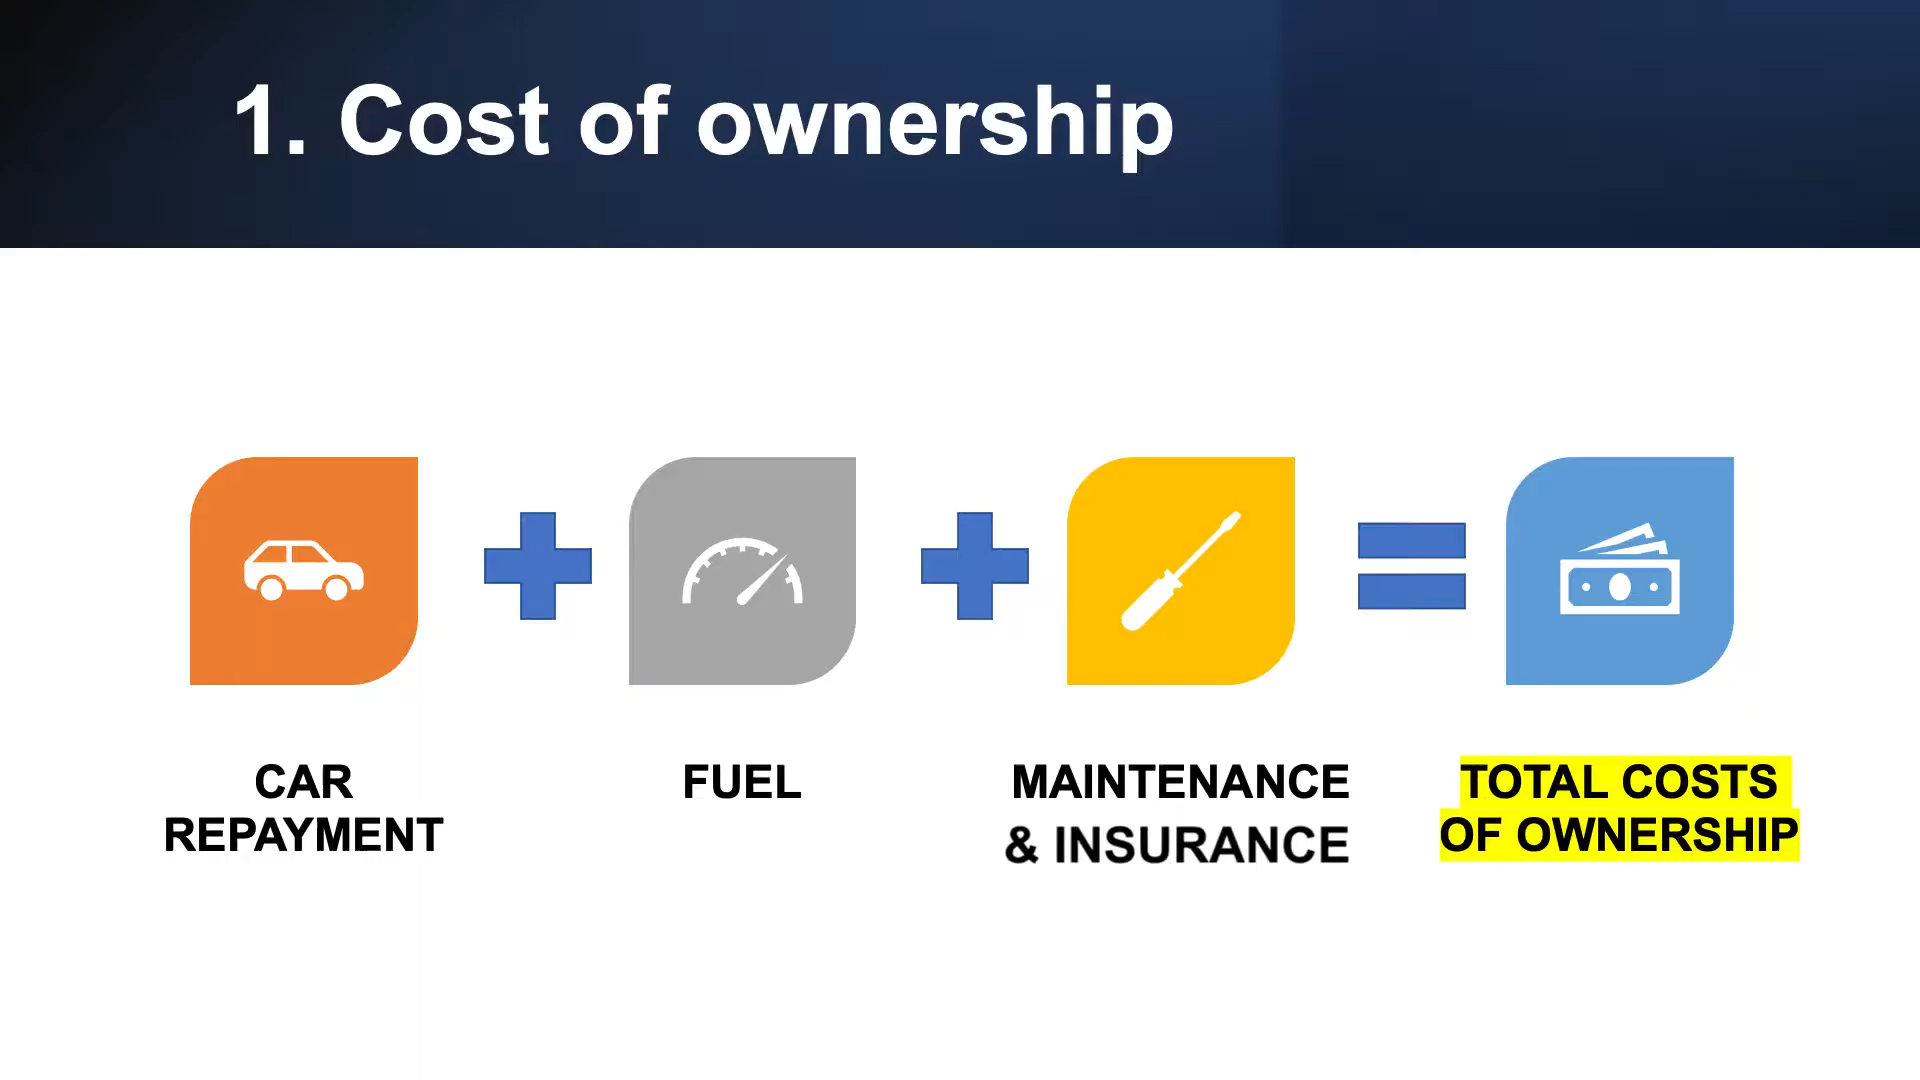 1. Cost of ownership
CAR
REPAYMENT
FUEL
MAINTENANCE
& INSURANCE
TOTAL COSTS
OF OWNERSHIP